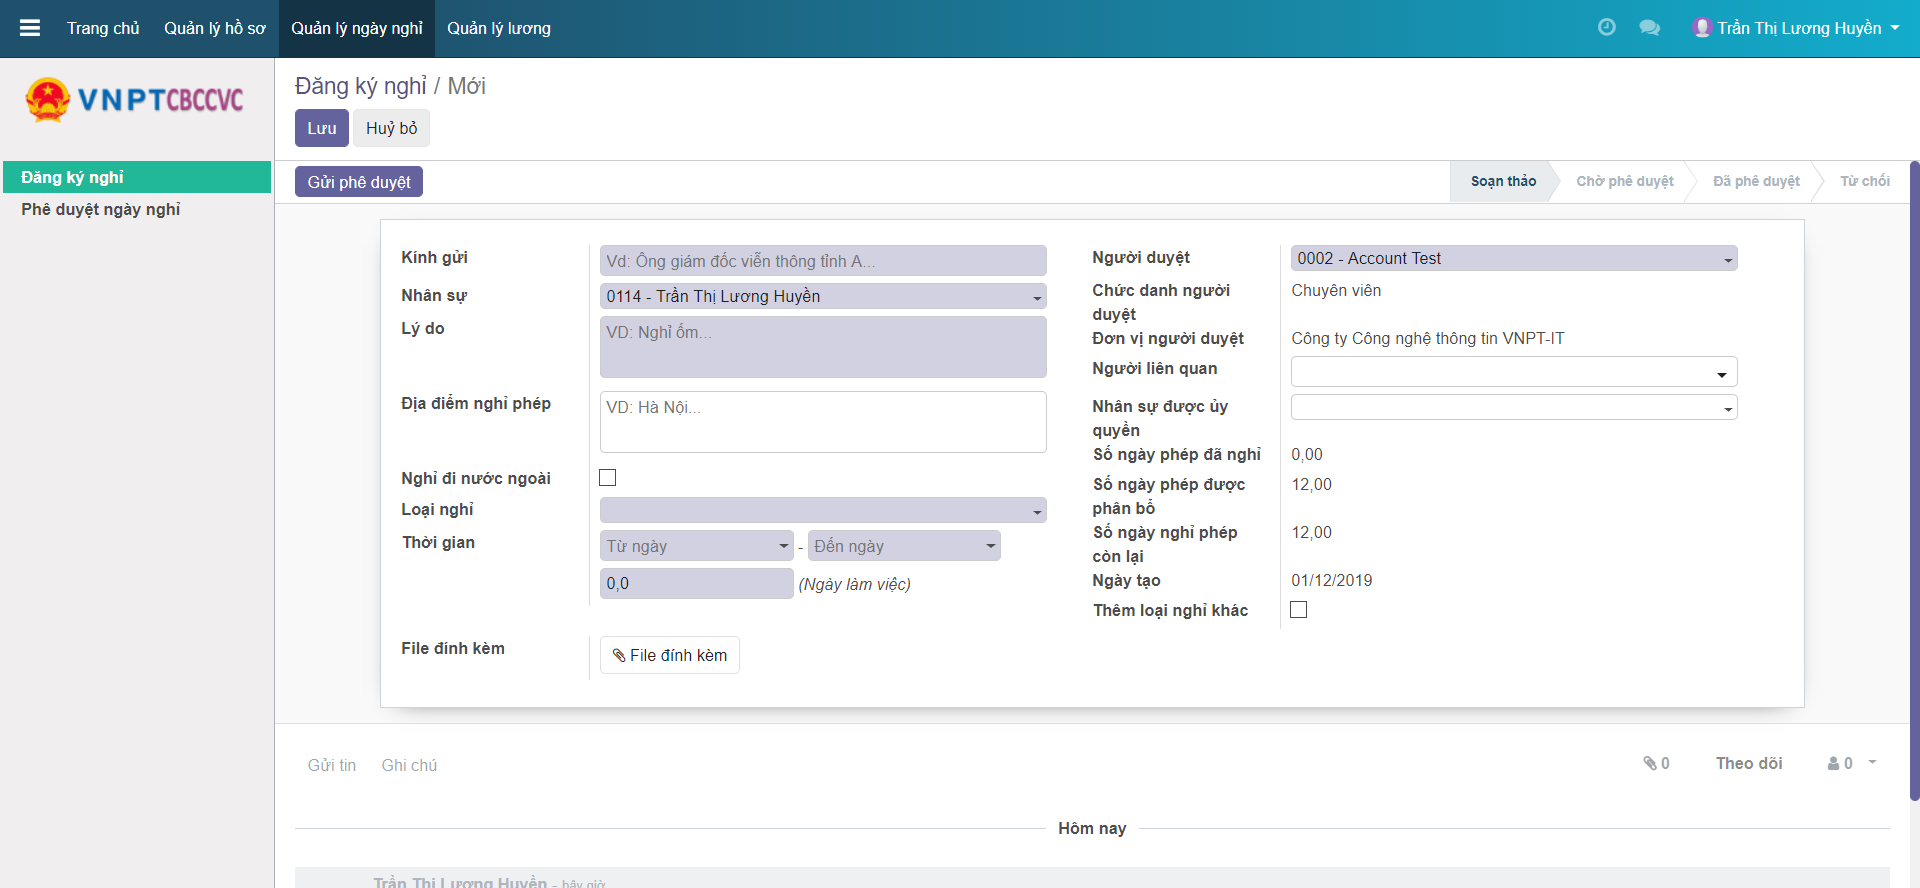 Trang chủ Quản lý hồ sơ Quản lý ngày nghỉ Quản lý lương Trần Thị Lương Huyền
VNPTCBCCVC
Đăng ký nghỉ
Phê duyệt ngày nghỉ
Đăng ký nghỉ / Mới
Lưu Huỷ bỏ
Gửi phê duyệt Soạn thảo Chờ phê duyệt Đã phê duyệt Từ chối
Kính gửi Vd: Ông giám đốc viễn thông tỉnh A...
Nhân sự 0114 - Trần Thị Lương Huyền
Lý do VD: Nghỉ ốm...
Địa điểm nghỉ phép VD: Hà Nội...
Nghỉ đi nước ngoài
Loại nghỉ
Thời gian Từ ngày - Đến ngày
0,0 (Ngày làm việc)
File đính kèm File đính kèm
Người duyệt 0002 - Account Test
Chức danh người Chuyên viên
duyệt
Đơn vị người duyệt Công ty Công nghệ thông tin VNPT-IT
Người liên quan
Nhân sự được ủy
quyền
Số ngày phép đã nghỉ 0,00
Số ngày phép được 12,00
phân bổ
Số ngày nghỉ phép 12,00
còn lại
Ngày tạo 01/12/2019
Thêm loại nghỉ khác
Gửi tin Ghi chú 0 Theo dõi 0
Hôm nay
Trần Thị Lương Huyền - bây giờ